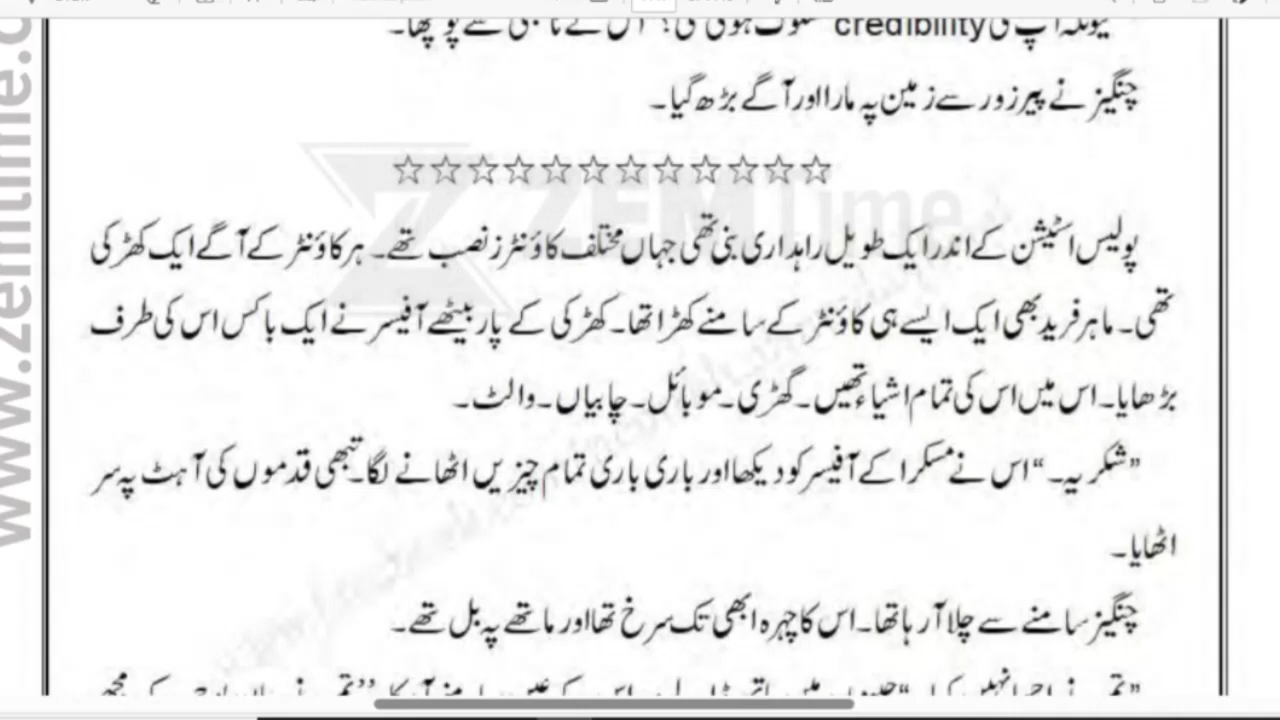 آپ کی credibility
چنگیز نے پیر زور سے زمین پہ مارا اور آگے بڑھ گیا۔
☆☆☆☆☆☆☆☆☆☆☆☆
ZEMTime
پولیس اسٹیشن کے اندر ایک طویل راہداری بنی تھی جہاں مختلف کاؤنٹرز نصب تھے۔ ہر کاؤنٹر کے آگے ایک کھڑکی
تھی۔ ماہر فرید بھی ایک ایسے ہی کاؤنٹر کے سامنے کھڑا تھا۔ کھڑکی کے پار بیٹھے آفیسر نے ایک باکس اس کی طرف
بڑھایا۔ اس میں اس کی تمام اشیاء تھیں۔ گھڑی۔ موبائل۔ چابیاں۔ والٹ۔
”شکریہ۔“ اس نے مسکرا کے آفیسر کو دیکھا اور باری باری تمام چیزیں اٹھانے لگا۔ تبھی قدموں کی آہٹ پہ سر
اٹھایا۔
چنگیز سامنے سے چلا آ رہا تھا۔ اس کا چہرہ ابھی تک سرخ تھا اور ماتھے پہ بل تھے۔
www.zemtime.c